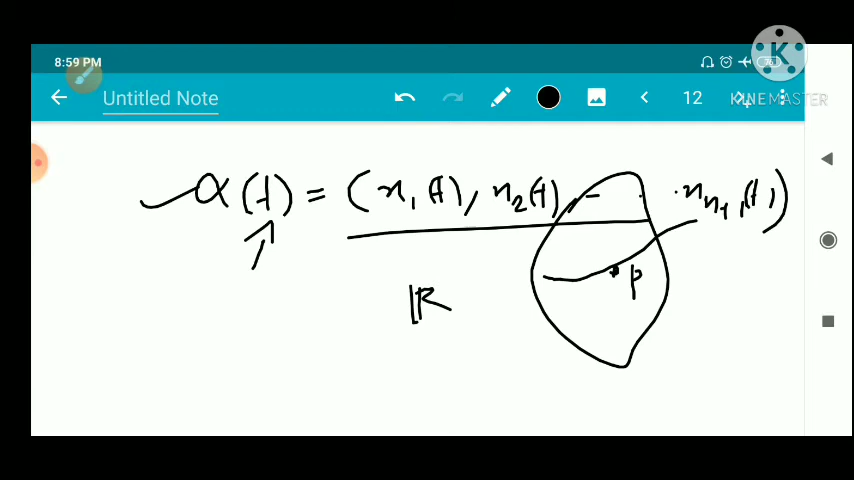 8:59 PM
K
Untitled Note
12
KINEMASTER
α(t) = (x₁(t), x₂(t), - · · xₙ₊₁(t))
p
ℝ